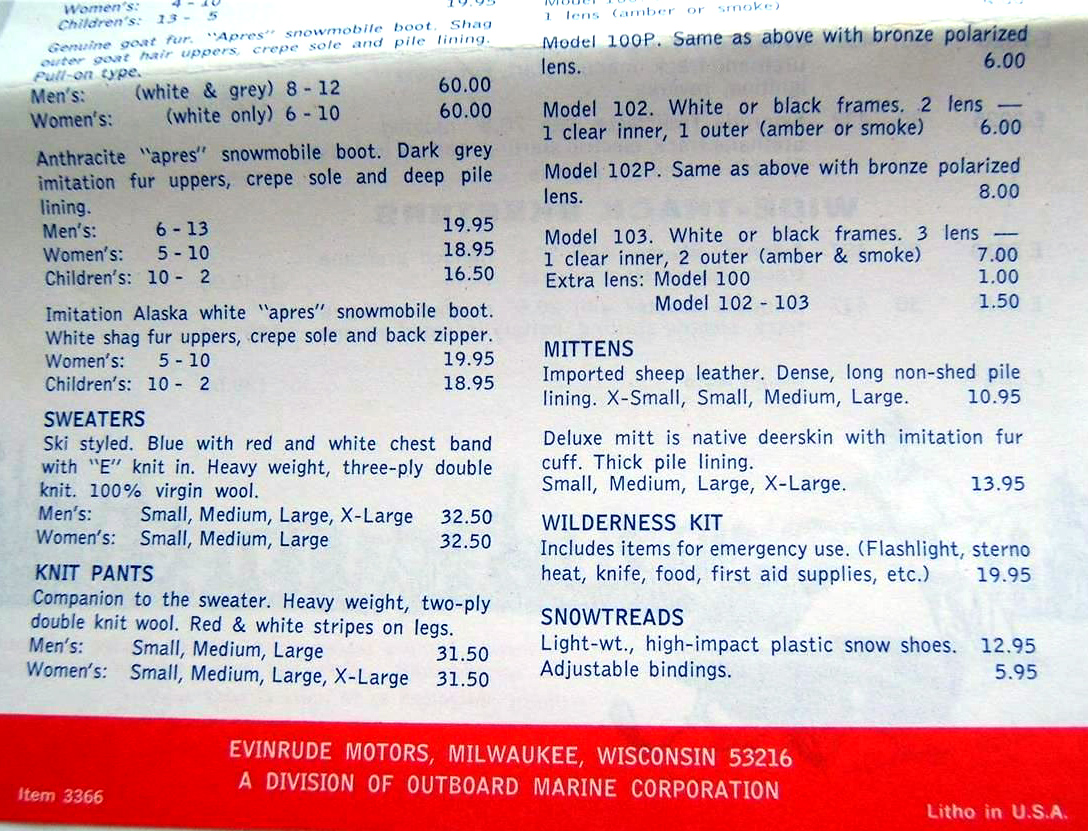 Women's: 4 - 10 19.95
Children's: 13 - 5
Genuine goat fur. "Apres" snowmobile boot. Shag
outer goat hair uppers, crepe sole and pile lining.
Pull-on type.
Men's: (white & grey) 8 - 12 60.00
Women's: (white only) 6 - 10 60.00
Anthracite "apres" snowmobile boot. Dark grey
imitation fur uppers, crepe sole and deep pile
lining.
Men's: 6 - 13 19.95
Women's: 5 - 10 18.95
Children's: 10 - 2 16.50
Imitation Alaska white "apres" snowmobile boot.
White shag fur uppers, crepe sole and back zipper.
Women's: 5 - 10 19.95
Children's: 10 - 2 18.95
SWEATERS
Ski styled. Blue with red and white chest band
with "E" knit in. Heavy weight, three-ply double
knit. 100% virgin wool.
Men's: Small, Medium, Large, X-Large 32.50
Women's: Small, Medium, Large 32.50
KNIT PANTS
Companion to the sweater. Heavy weight, two-ply
double knit wool. Red & white stripes on legs.
Men's: Small, Medium, Large 31.50
Women's: Small, Medium, Large, X-Large 31.50
1 lens (amber or smoke)
Model 100P. Same as above with bronze polarized
lens. 6.00
Model 102. White or black frames. 2 lens —
1 clear inner, 1 outer (amber or smoke) 6.00
Model 102P. Same as above with bronze polarized
lens. 8.00
Model 103. White or black frames. 3 lens —
1 clear inner, 2 outer (amber & smoke) 7.00
Extra lens: Model 100 1.00
Model 102 - 103 1.50
MITTENS
Imported sheep leather. Dense, long non-shed pile
lining. X-Small, Small, Medium, Large. 10.95
Deluxe mitt is native deerskin with imitation fur
cuff. Thick pile lining.
Small, Medium, Large, X-Large. 13.95
WILDERNESS KIT
Includes items for emergency use. (Flashlight, sterno
heat, knife, food, first aid supplies, etc.) 19.95
SNOWTREADS
Light-wt., high-impact plastic snow shoes. 12.95
Adjustable bindings. 5.95
EVINRUDE MOTORS, MILWAUKEE, WISCONSIN 53216
A DIVISION OF OUTBOARD MARINE CORPORATION
Item 3366
Litho in U.S.A.